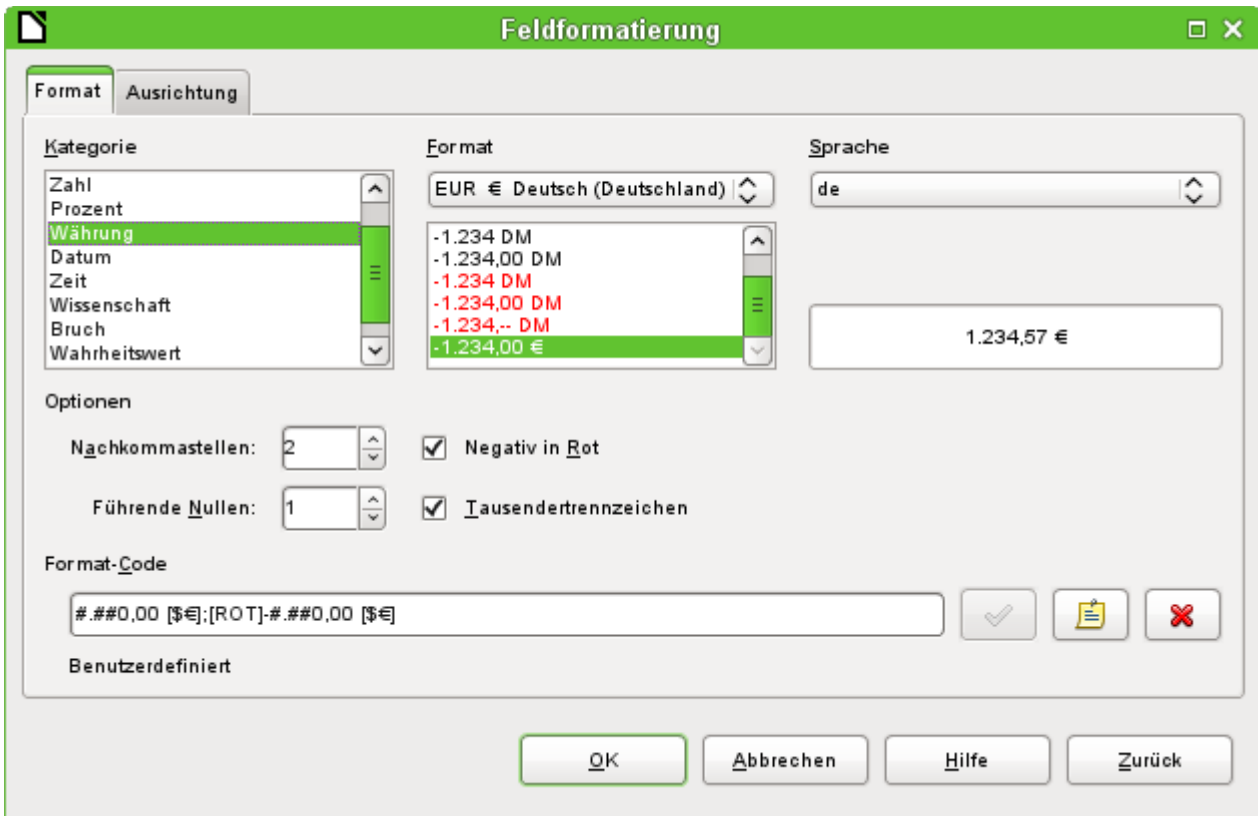 Feldformatierung
Format
Ausrichtung
Kategorie
Zahl
Prozent
Währung
Datum
Zeit
Wissenschaft
Bruch
Wahrheitswert
Format
EUR € Deutsch (Deutschland)
-1.234 DM
-1.234,00 DM
-1.234 DM
-1.234,00 DM
-1.234,-- DM
-1.234,00 €
Sprache
de
1.234,57 €
Optionen
Nachkommastellen: 2
Negativ in Rot
Führende Nullen: 1
Tausendertrennzeichen
Format-Code
#.##0,00 [$€];[ROT]-#.##0,00 [$€]
Benutzerdefiniert
OK
Abbrechen
Hilfe
Zurück